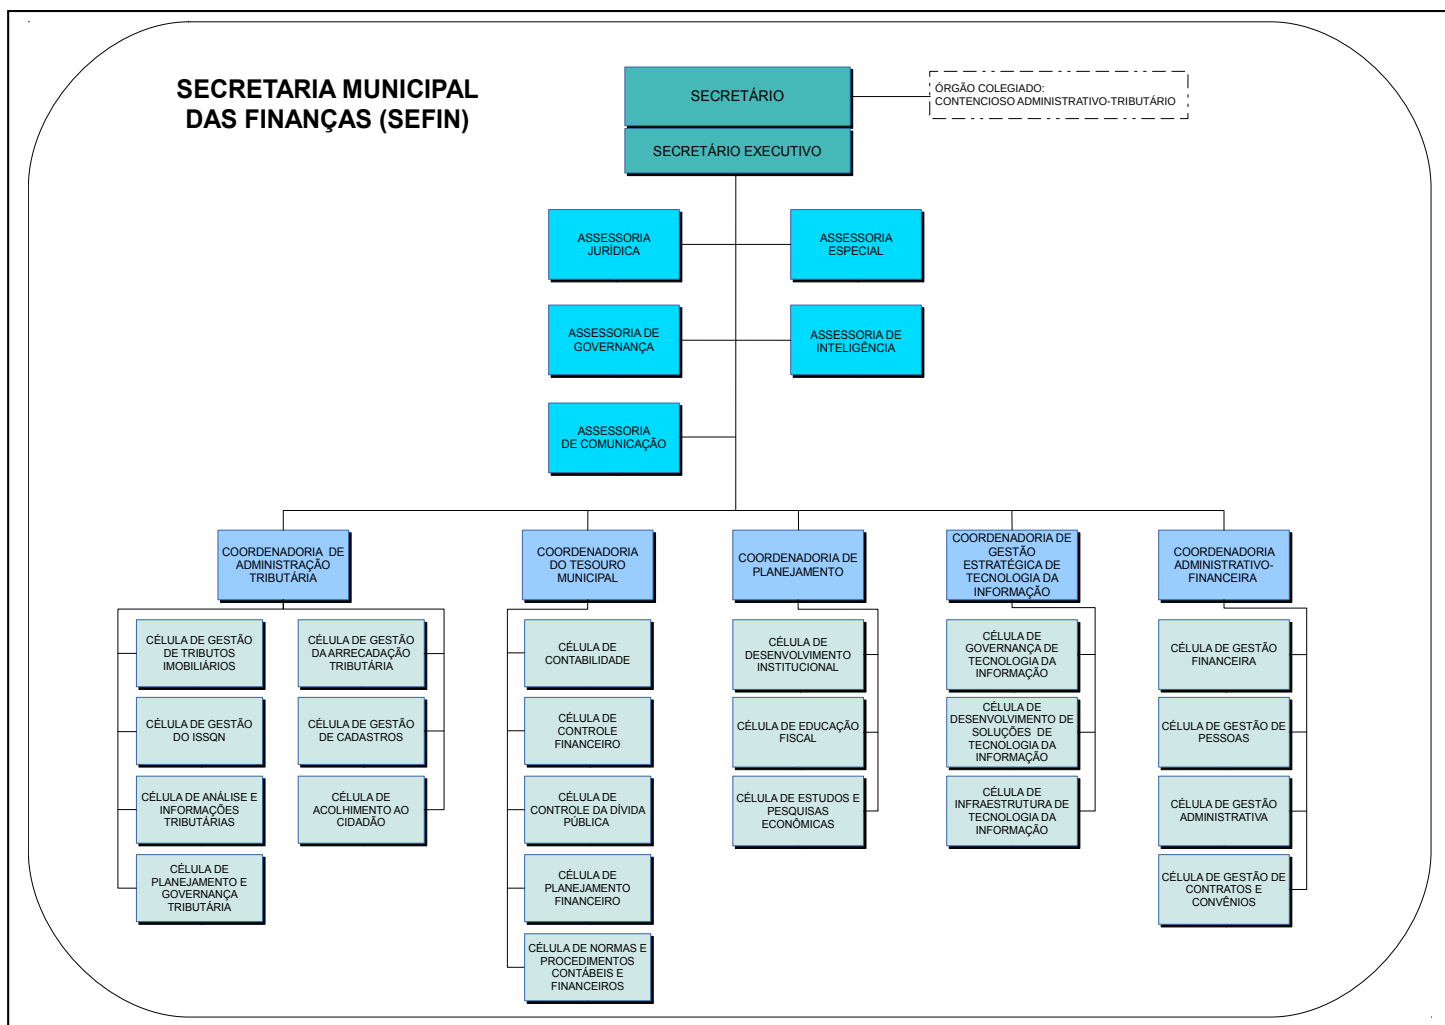 SECRETARIA MUNICIPAL
DAS FINANÇAS (SEFIN)
SECRETÁRIO
ÓRGÃO COLEGIADO:
CONTENCIOSO ADMINISTRATIVO-TRIBUTÁRIO
SECRETÁRIO EXECUTIVO
ASSESSORIA
JURÍDICA
ASSESSORIA
ESPECIAL
ASSESSORIA DE
GOVERNANÇA
ASSESSORIA DE
INTELIGÊNCIA
ASSESSORIA
DE COMUNICAÇÃO
COORDENADORIA DE
ADMINISTRAÇÃO
TRIBUTÁRIA
COORDENADORIA
DO TESOURO
MUNICIPAL
COORDENADORIA DE
PLANEJAMENTO
COORDENADORIA DE
GESTÃO
ESTRATÉGICA DE
TECNOLOGIA DA
INFORMAÇÃO
COORDENADORIA
ADMINISTRATIVO-
FINANCEIRA
CÉLULA DE GESTÃO
DE TRIBUTOS
IMOBILIÁRIOS
CÉLULA DE GESTÃO
DA ARRECADAÇÃO
TRIBUTÁRIA
CÉLULA DE
CONTABILIDADE
CÉLULA DE
DESENVOLVIMENTO
INSTITUCIONAL
CÉLULA DE
GOVERNANÇA DE
TECNOLOGIA DA
INFORMAÇÃO
CÉLULA DE GESTÃO
FINANCEIRA
CÉLULA DE GESTÃO
DO ISSQN
CÉLULA DE GESTÃO
DE CADASTROS
CÉLULA DE
CONTROLE
FINANCEIRO
CÉLULA DE EDUCAÇÃO
FISCAL
CÉLULA DE
DESENVOLVIMENTO DE
SOLUÇÕES DE
TECNOLOGIA DA
INFORMAÇÃO
CÉLULA DE GESTÃO DE
PESSOAS
CÉLULA DE ANÁLISE E
INFORMAÇÕES
TRIBUTÁRIAS
CÉLULA DE
ACOLHIMENTO AO
CIDADÃO
CÉLULA DE
CONTROLE DA DÍVIDA
PÚBLICA
CÉLULA DE ESTUDOS E
PESQUISAS
ECONÔMICAS
CÉLULA DE
INFRAESTRUTURA DE
TECNOLOGIA DA
INFORMAÇÃO
CÉLULA DE GESTÃO
ADMINISTRATIVA
CÉLULA DE
PLANEJAMENTO E
GOVERNANÇA
TRIBUTÁRIA
CÉLULA DE
PLANEJAMENTO
FINANCEIRO
CÉLULA DE GESTÃO DE
CONTRATOS E
CONVÊNIOS
CÉLULA DE NORMAS E
PROCEDIMENTOS
CONTÁBEIS E
FINANCEIROS